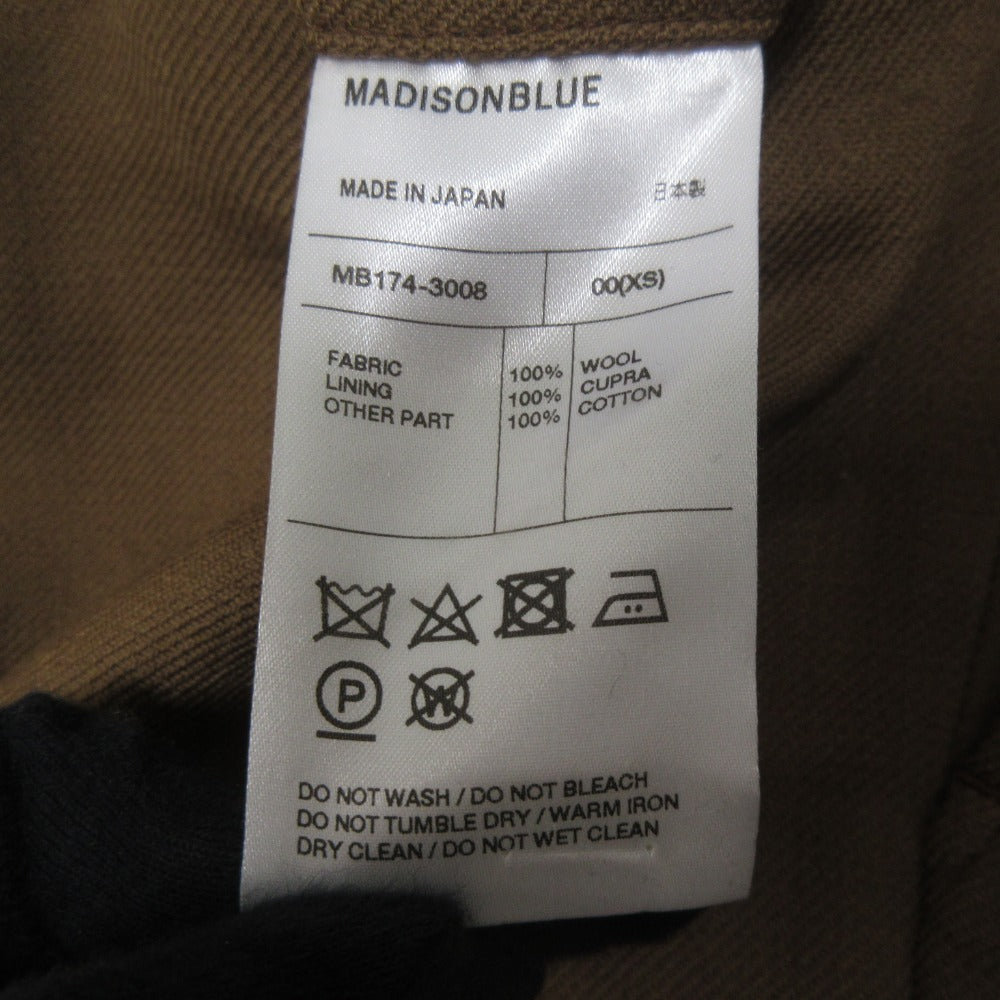 MADISONBLUE
MADE IN JAPAN 日本製
MB174-3008 00(XS)
FABRIC 100% WOOL
LINING 100% CUPRA
OTHER PART 100% COTTON
P W
DO NOT WASH / DO NOT BLEACH
DO NOT TUMBLE DRY / WARM IRON
DRY CLEAN / DO NOT WET CLEAN